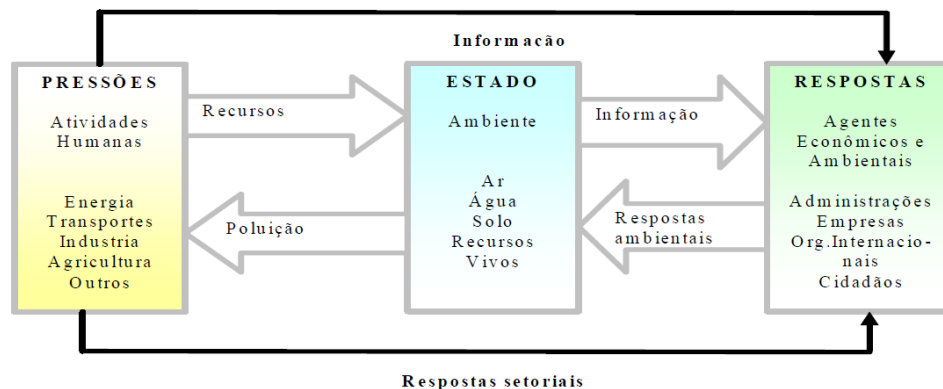 Informação
PRESSÕES
Atividades
Humanas
Energia
Transportes
Industria
Agricultura
Outros
Recursos
Poluição
ESTADO
Ambiente
Ar
Água
Solo
Recursos
Vivos
Informação
Respostas
ambientais
RESPOSTAS
Agentes
Econômicos e
Ambientais
Administrações
Empresas
Org.Internacio-
nais
Cidadãos
Respostas setoriais